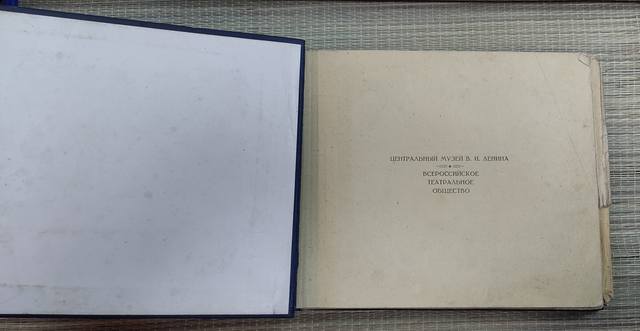 ЦЕНТРАЛЬНЫЙ МУЗЕЙ В. И. ЛЕНИНА
ВСЕРОССИЙСКОЕ
ТЕАТРАЛЬНОЕ
ОБЩЕСТВО